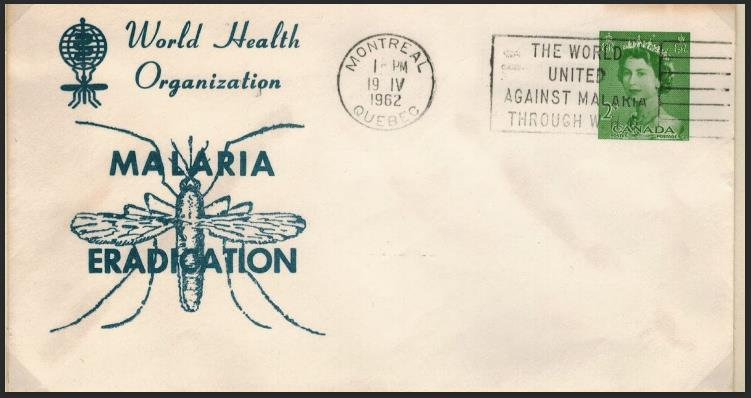 World Health
Organization
MALARIA
ERADICATION
MONTREAL
PM
19 IV
1962
QUEBEC
THE WORLD
UNITED
AGAINST MALARIA
THROUGH W.H.O.
2
CANADA
POSTAGE